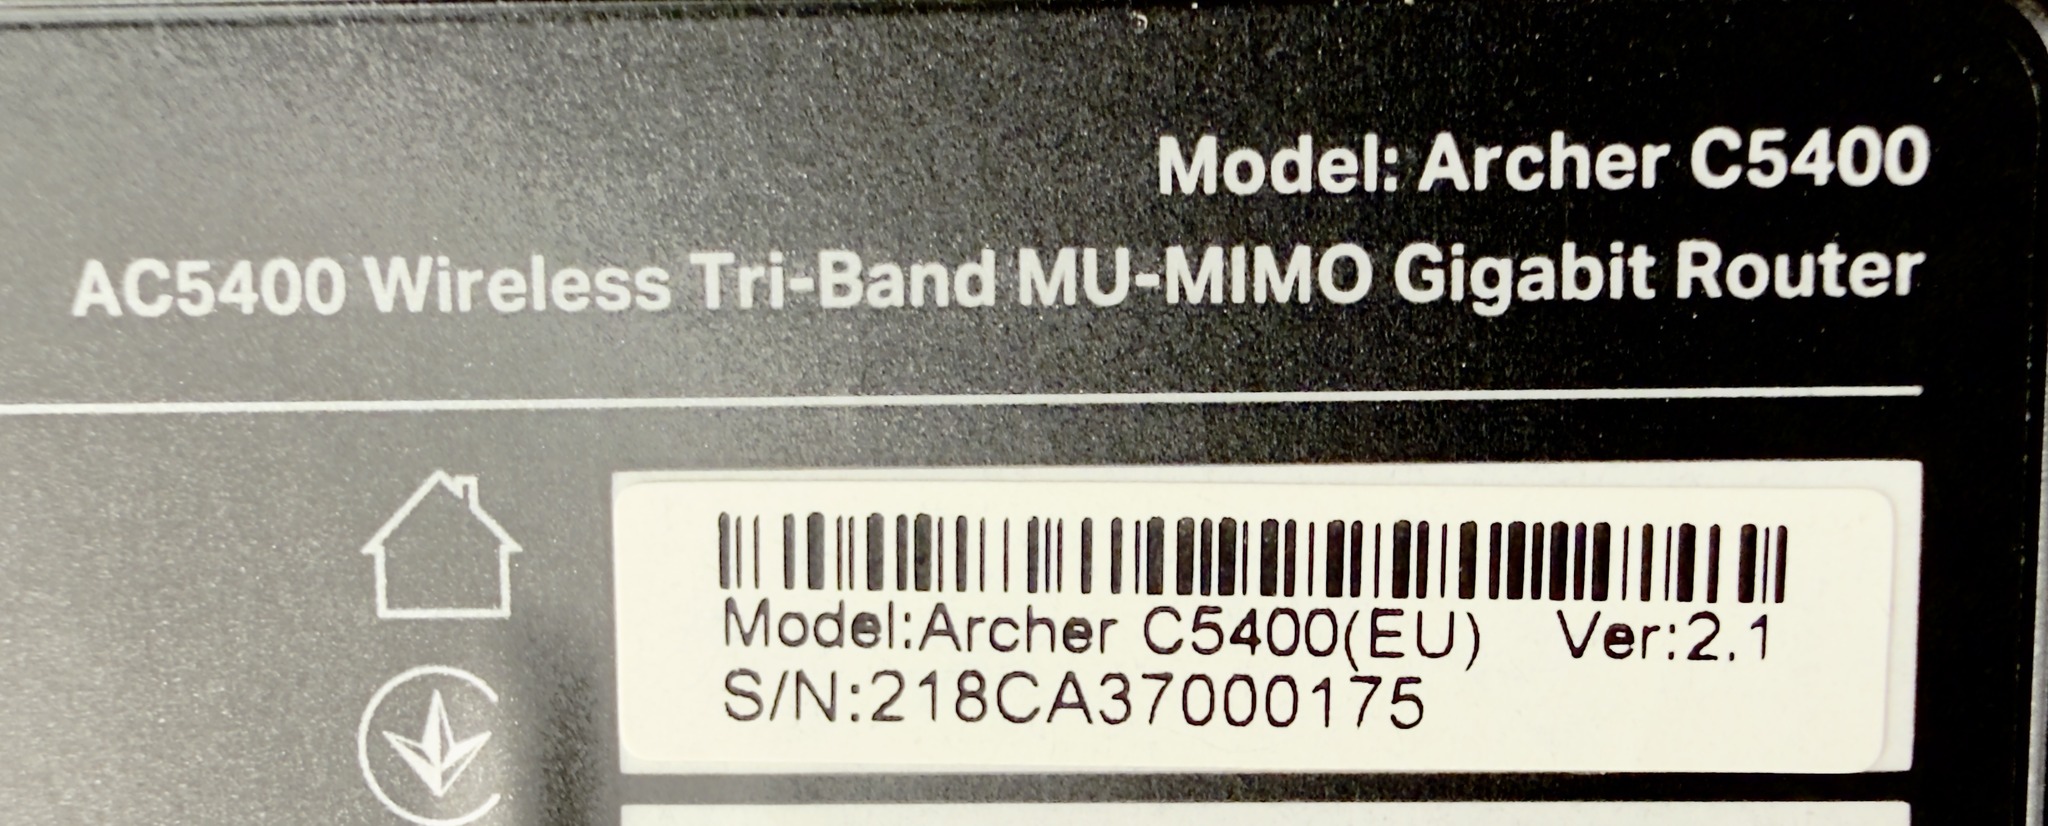 Model: Archer C5400
AC5400 Wireless Tri-Band MU-MIMO Gigabit Router
Model:Archer C5400(EU) Ver:2.1
S/N:218CA37000175